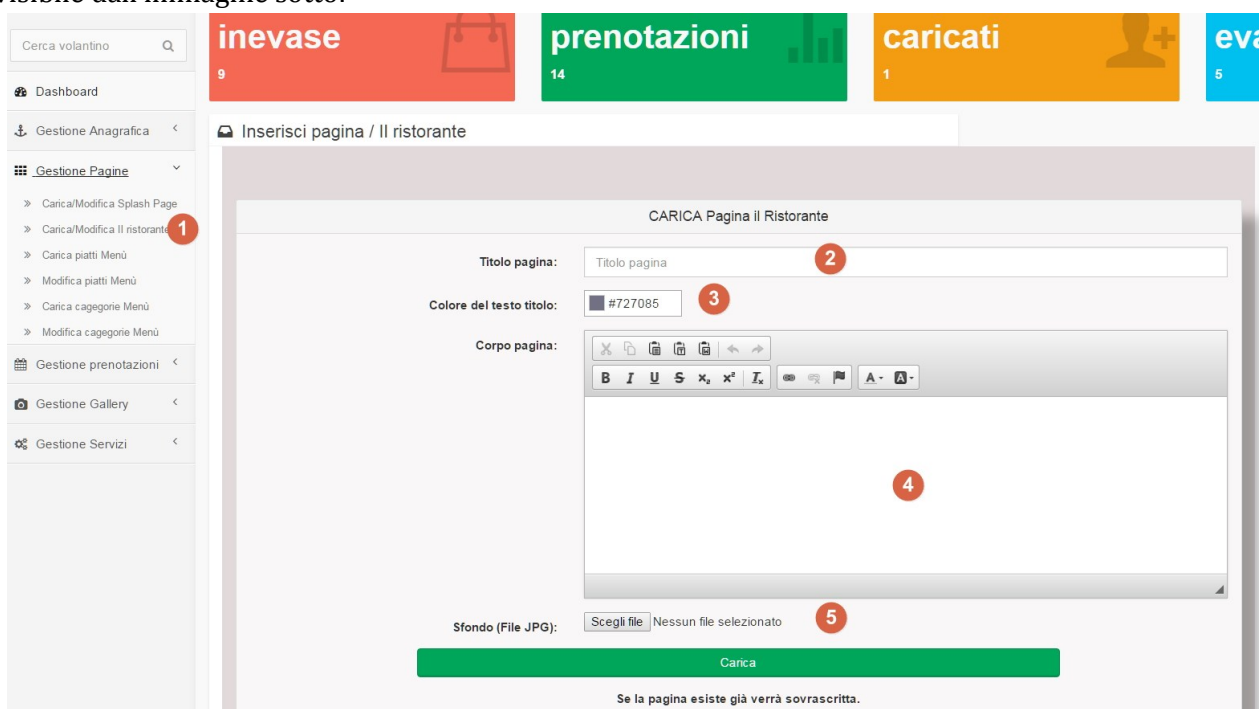 inevase
9
prenotazioni
14
caricati
1
eva
5
Cerca volantino
Dashboard
Gestione Anagrafica
Gestione Pagine
Carica/Modifica Splash Page
Carica/Modifica Il ristorante
1
Carica piatti Menù
Modifica piatti Menù
Carica cagegorie Menù
Modifica cagegorie Menù
Gestione prenotazioni
Gestione Gallery
Gestione Servizi
Inserisci pagina / Il ristorante
CARICA Pagina il Ristorante
Titolo pagina: Titolo pagina 2
Colore del testo titolo: #727085 3
Corpo pagina:
B I U S x₂ x² Tx A A
4
Sfondo (File JPG): Scegli file Nessun file selezionato 5
Carica
Se la pagina esiste già verrà sovrascritta.